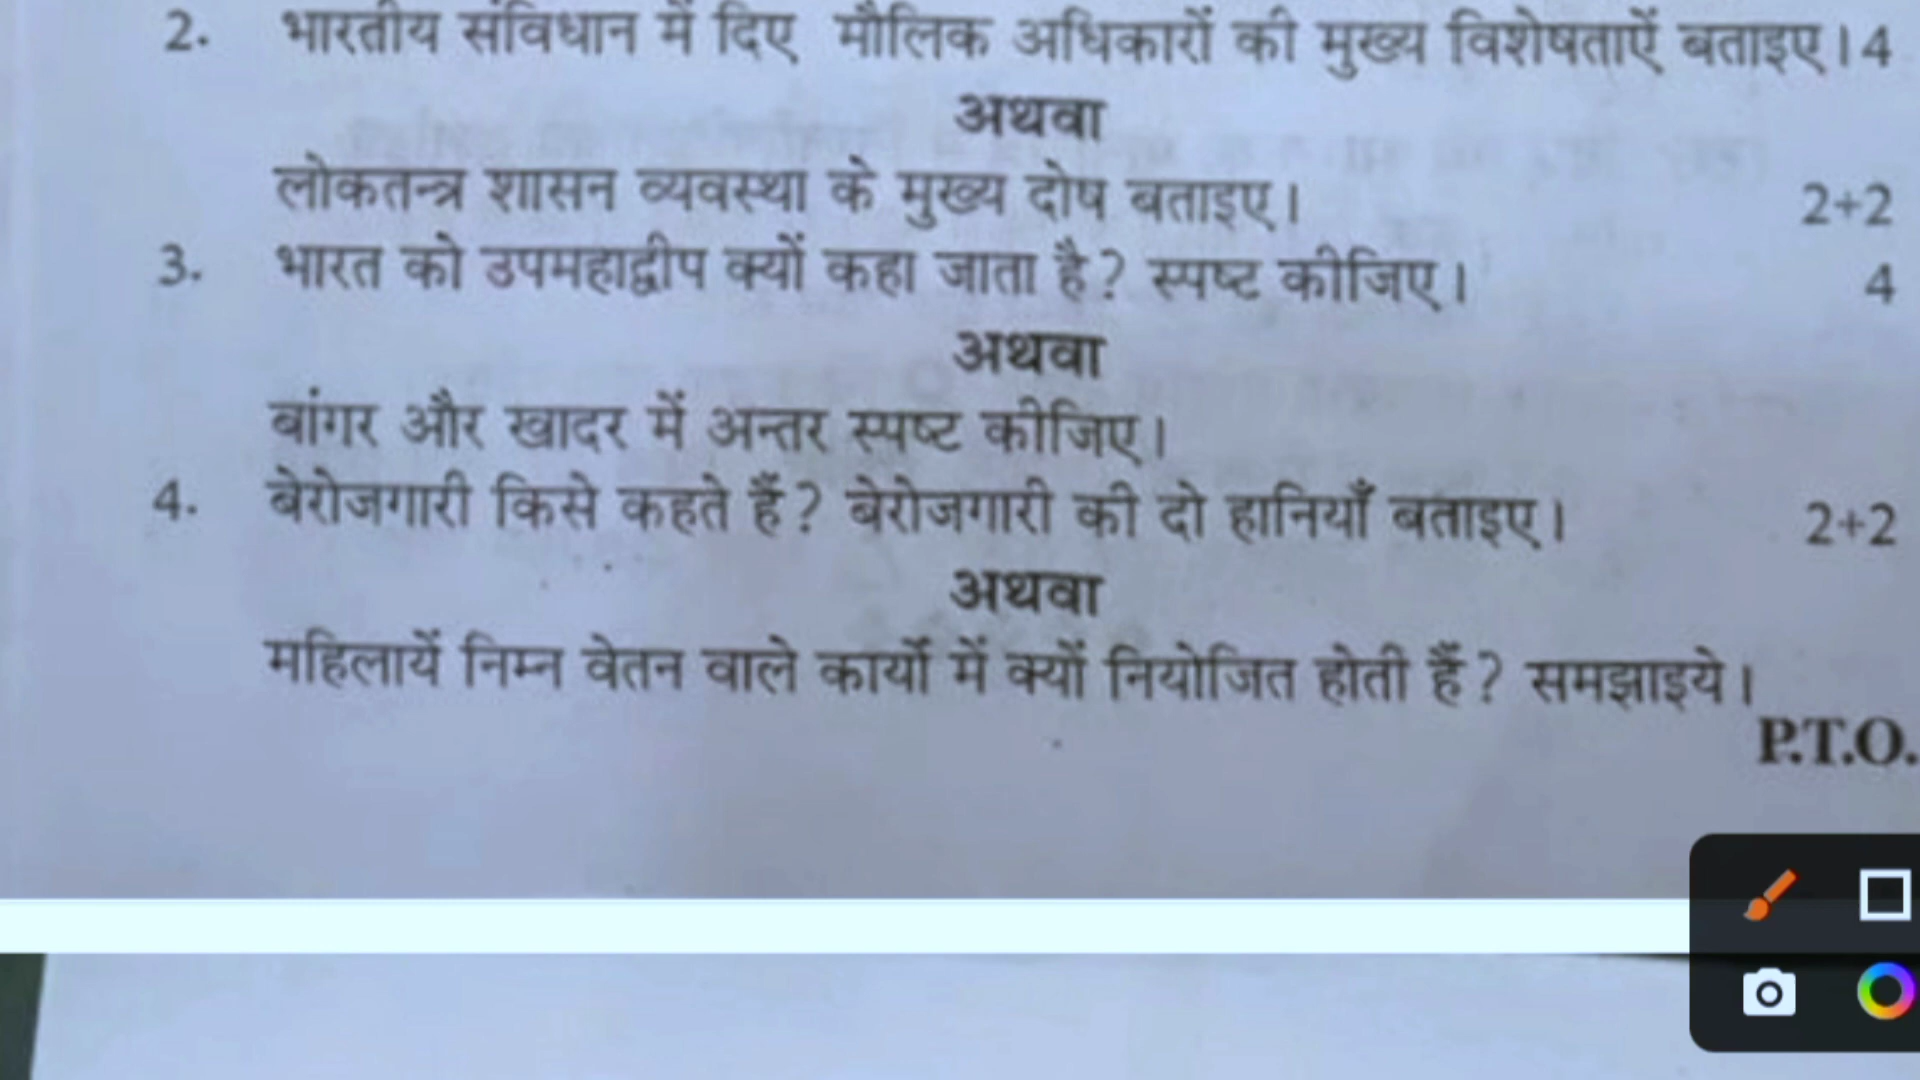 2. भारतीय संविधान में दिए मौलिक अधिकारों की मुख्य विशेषताऐं बताइए। 4
अथवा
लोकतन्त्र शासन व्यवस्था के मुख्य दोष बताइए। 2+2
3. भारत को उपमहाद्वीप क्यों कहा जाता है? स्पष्ट कीजिए। 4
अथवा
बांगर और खादर में अन्तर स्पष्ट कीजिए।
4. बेरोजगारी किसे कहते हैं? बेरोजगारी की दो हानियाँ बताइए। 2+2
अथवा
महिलायें निम्न वेतन वाले कार्यों में क्यों नियोजित होती हैं? समझाइये।
P.T.O.